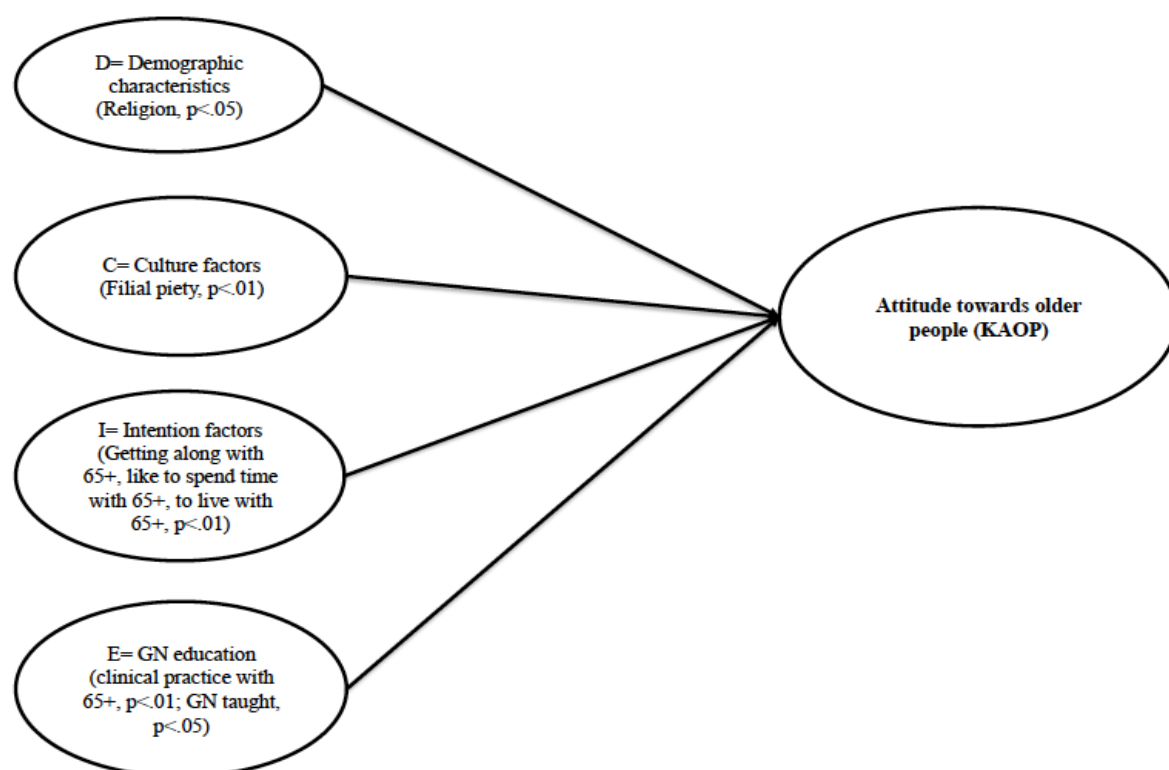 D= Demographic
characteristics
(Religion, p<.05)
C= Culture factors
(Filial piety, p<.01)
I= Intention factors
(Getting along with
65+, like to spend time
with 65+, to live with
65+, p<.01)
E= GN education
(clinical practice with
65+, p<.01; GN taught,
p<.05)
Attitude towards older
people (KAOP)